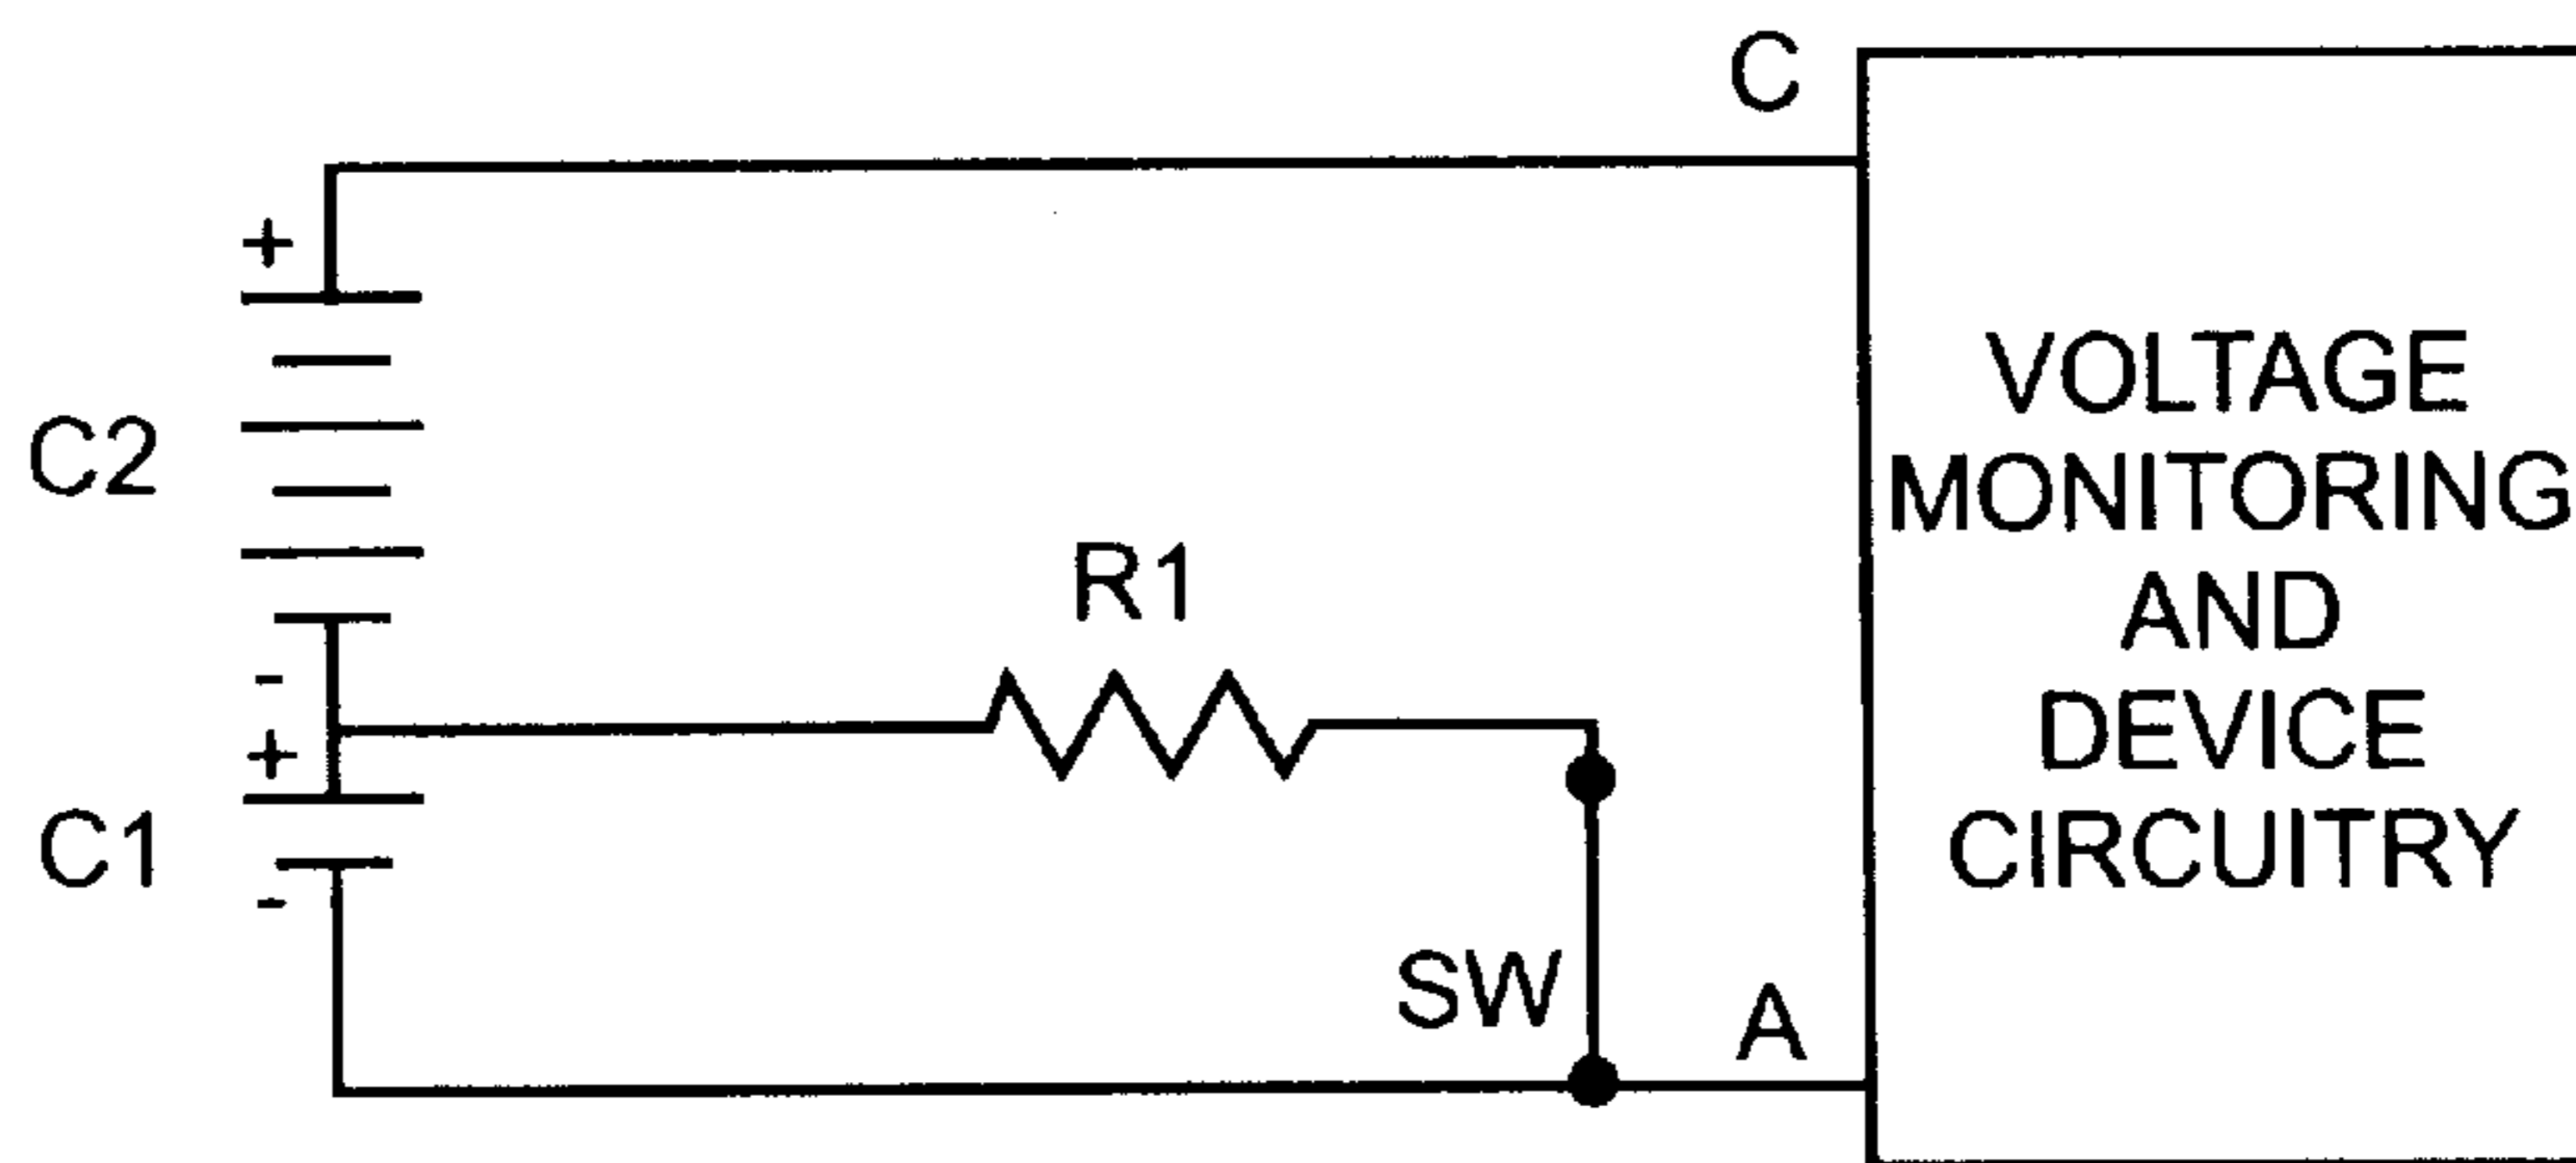 C
+
C2
-
R1
+
C1
-
SW
A
VOLTAGE
MONITORING
AND
DEVICE
CIRCUITRY